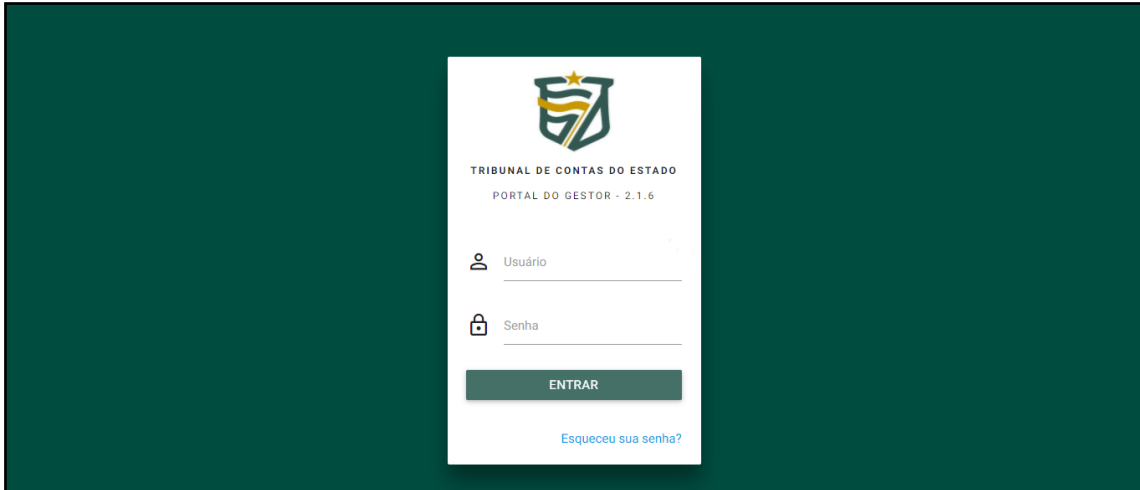 TRIBUNAL DE CONTAS DO ESTADO
PORTAL DO GESTOR - 2.1.6
Usuário
Senha
ENTRAR
Esqueceu sua senha?